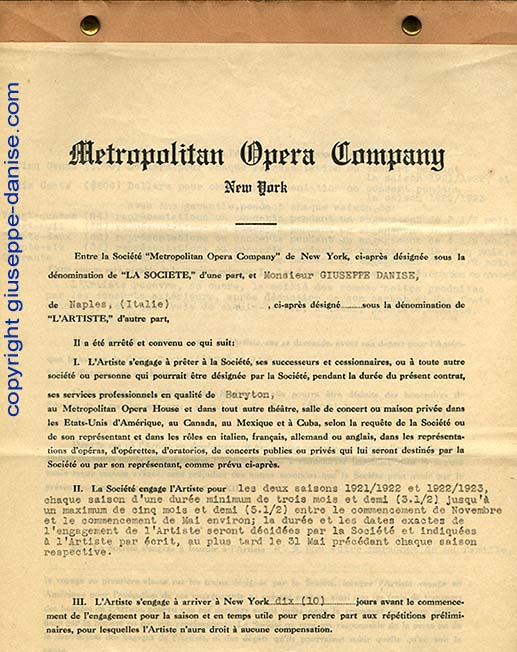 copyright giuseppe-danise.com
Metropolitan Opera Company
New York
Entre la Société "Metropolitan Opera Company" de New York, ci-après désignée sous la
dénomination de "LA SOCIETE," d'une part, et Monsieur GIUSEPPE DANISE,
de Naples, (Italie) , ci-après désigné sous la dénomination de
"L'ARTISTE," d'autre part,
Il a été arrêté et convenu ce qui suit:
I. L'Artiste s'engage à prêter à la Société, ses successeurs et cessionnaires, ou à toute autre
société ou personne qui pourrait être désignée par la Société, pendant la durée du présent contrat,
ses services professionnels en qualité de Baryton,
au Metropolitan Opera House et dans tout autre théâtre, salle de concert ou maison privée dans
les Etats-Unis d'Amérique, au Canada, au Mexique et à Cuba, selon la requête de la Société ou
de son représentant et dans les rôles en italien, français, allemand ou anglais, dans les représenta-
tions d'opéras, d'opérettes, d'oratorios, de concerts publics ou privés qui lui seront destinés par la
Société ou par son représentant, comme prévu ci-après.
II. La Société engage l'Artiste pour les deux saisons 1921/1922 et 1922/1923,
chaque saison d'une durée minimum de trois mois et demi (3.1/2) jusqu'à
un maximum de cinq mois et demi (5.1/2) entre le commencement de Novembre
et le commencement de Mai environ; la durée et les dates exactes de
l'engagement de l'Artiste seront décidées par la Société et indiquées
à l'Artiste par écrit, au plus tard le 31 Mai précédant chaque saison
respective.
III. L'Artiste s'engage à arriver à New York dix (10) jours avant le commence-
ment de l'engagement pour la saison et en temps utile pour prendre part aux répétitions prélimi-
naires, pour lesquelles l'Artiste n'aura droit à aucune compensation.